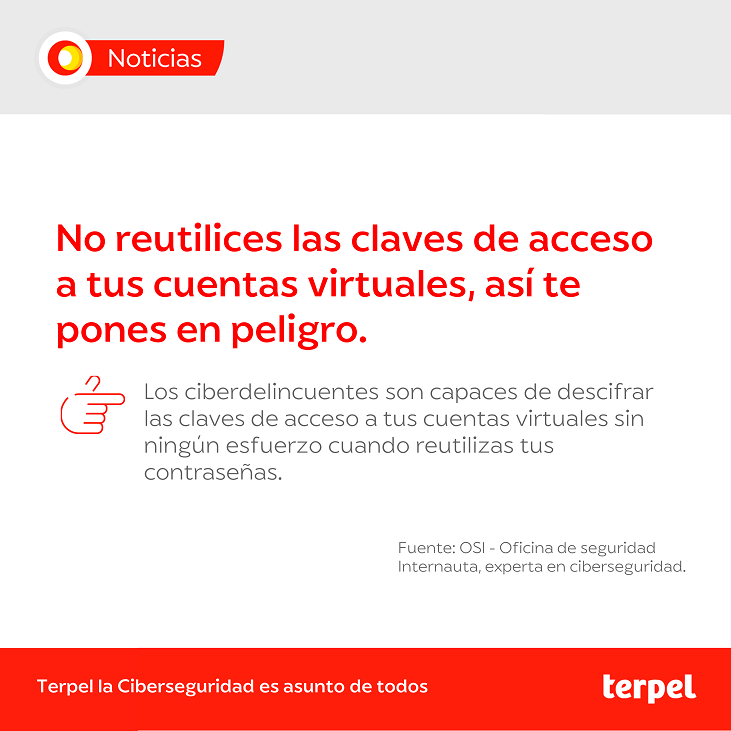 Noticias
No reutilices las claves de acceso
a tus cuentas virtuales, así te
pones en peligro.
Los ciberdelincuentes son capaces de descifrar
las claves de acceso a tus cuentas virtuales sin
ningún esfuerzo cuando reutilizas tus
contraseñas.
Fuente: OSI - Oficina de seguridad
Internauta, experta en ciberseguridad.
Terpel la Ciberseguridad es asunto de todos
terpel